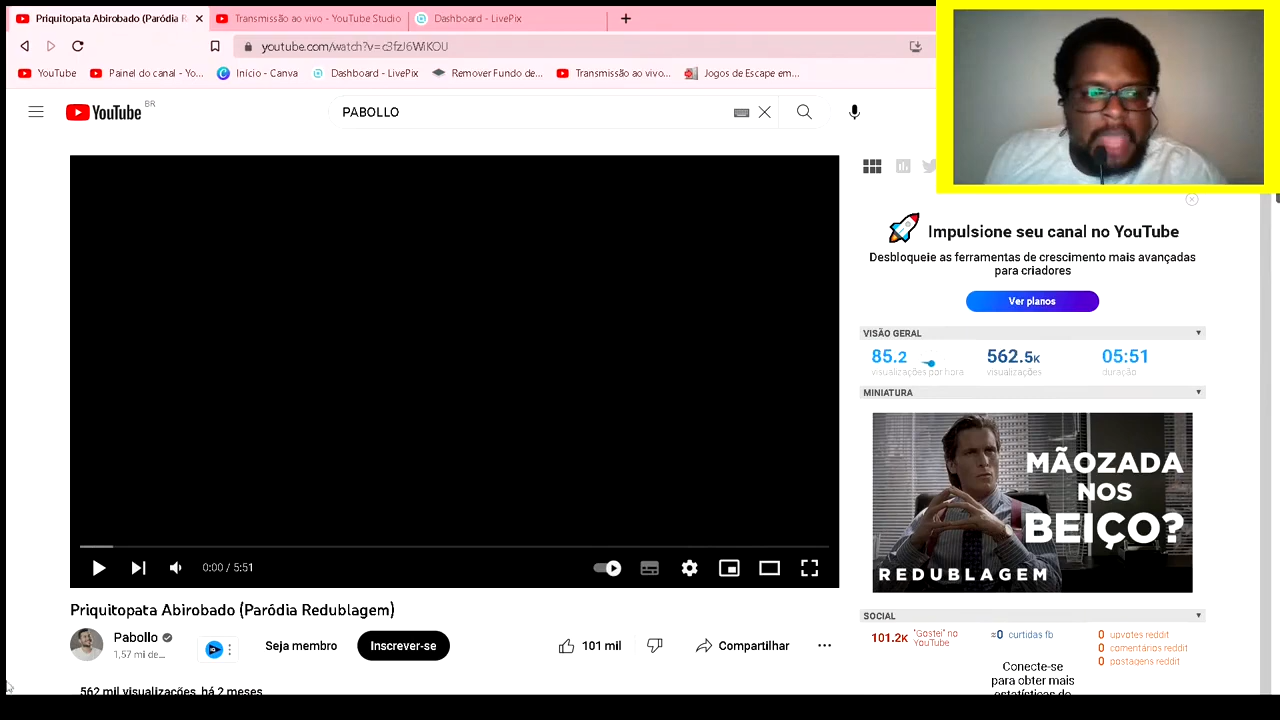 Priquitopata Abirobado (Paródia R
Transmissão ao vivo - YouTube Studio
Dashboard - LivePix
youtube.com/watch?v=c3fzJ6WiKOU
YouTube
Painel do canal - Yo...
Início - Canva
Dashboard - LivePix
Remover Fundo de...
Transmissão ao vivo...
Jogos de Escape em...
YouTube BR
PABOLLO
Impulsione seu canal no YouTube
Desbloqueie as ferramentas de crescimento mais avançadas
para criadores
Ver planos
VISÃO GERAL
85.2 562.5K 05:51
visualizações por hora visualizações duração
MINIATURA
MÃOZADA
NOS
BEIÇO?
REDUBLAGEM
0:00 / 5:51
Priquitopata Abirobado (Paródia Redublagem)
Pabollo
1,57 mi de...
Seja membro
Inscrever-se
101 mil
Compartilhar
562 mil visualizações há 2 meses
SOCIAL
101.2K "Gostei" no
YouTube
≈0 curtidas fb
0 upvotes reddit
0 comentários reddit
0 postagens reddit
Conecte-se
para obter mais
estatísticas do